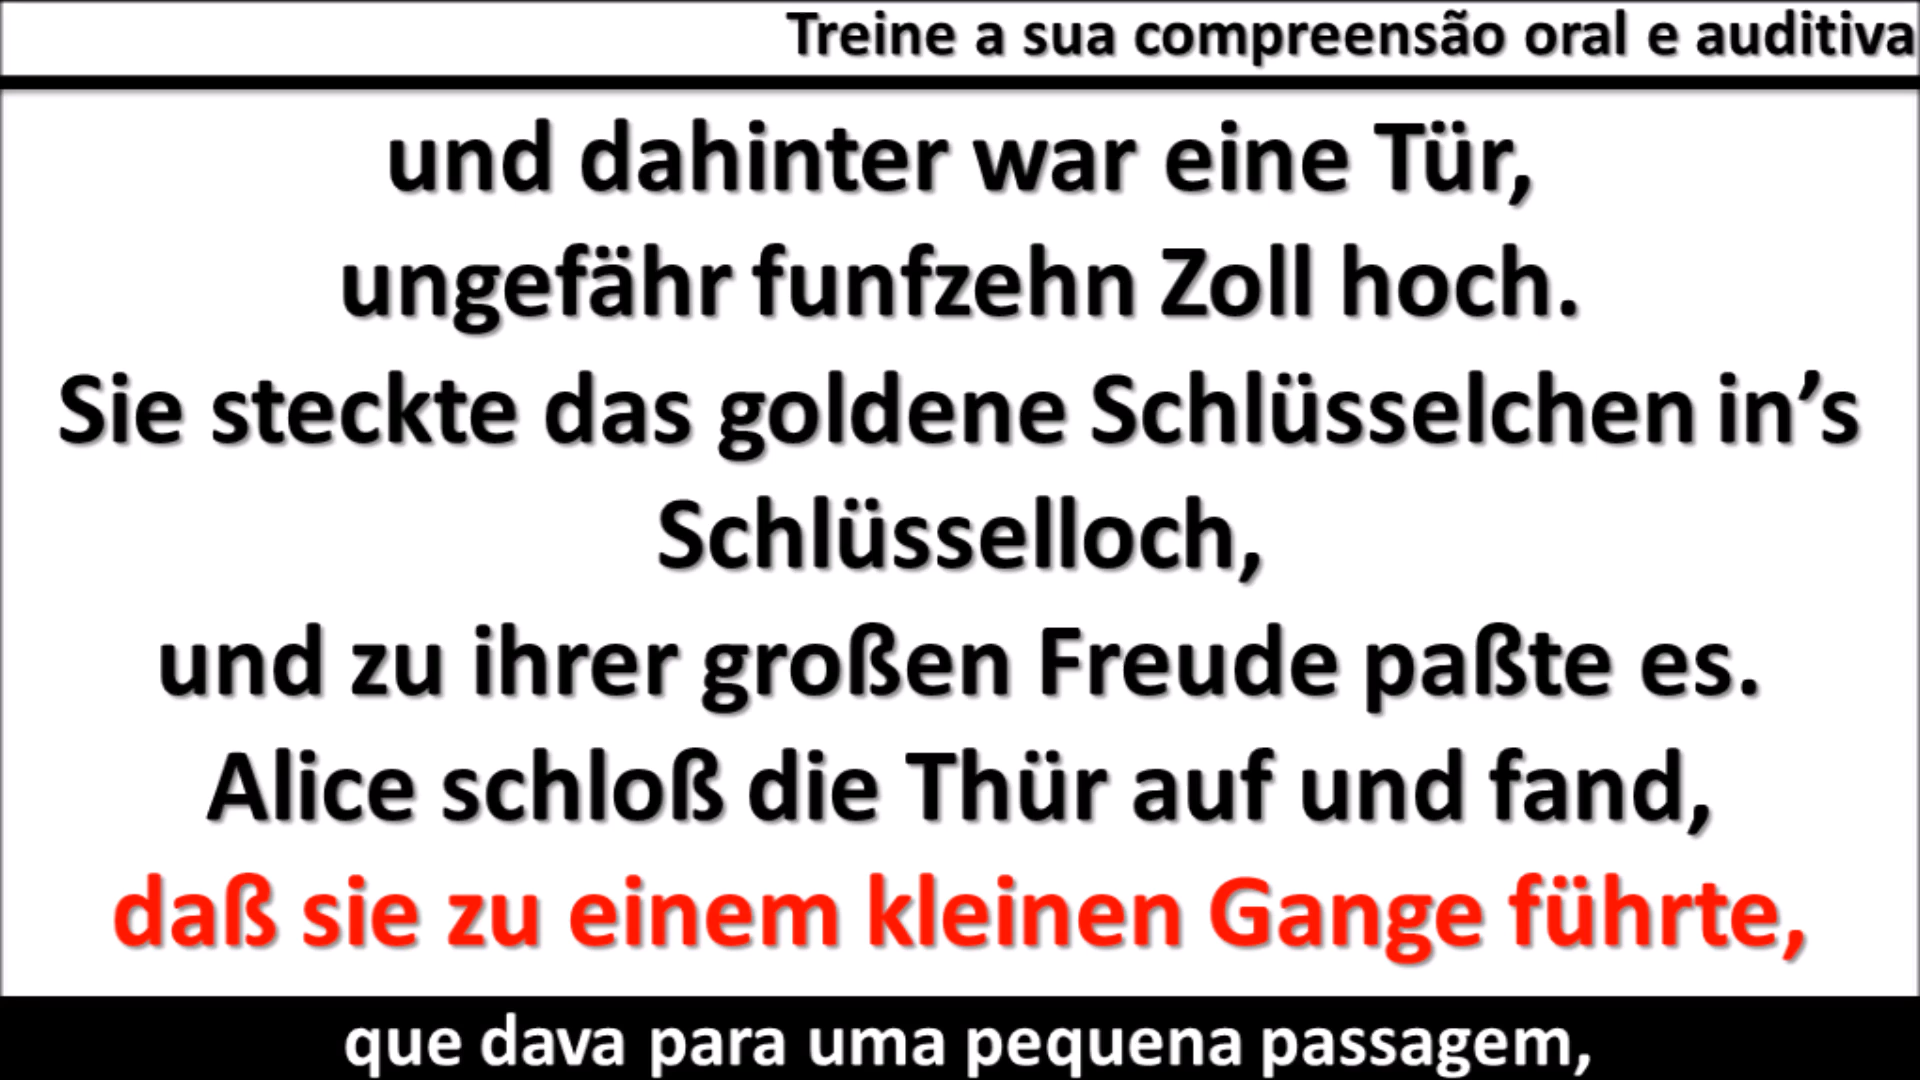 Treine a sua compreensão oral e auditiva
und dahinter war eine Tür,
ungefähr funfzehn Zoll hoch.
Sie steckte das goldene Schlüsselchen in’s
Schlüsselloch,
und zu ihrer großen Freude paßte es.
Alice schloß die Thür auf und fand,
daß sie zu einem kleinen Gange führte,
que dava para uma pequena passagem,